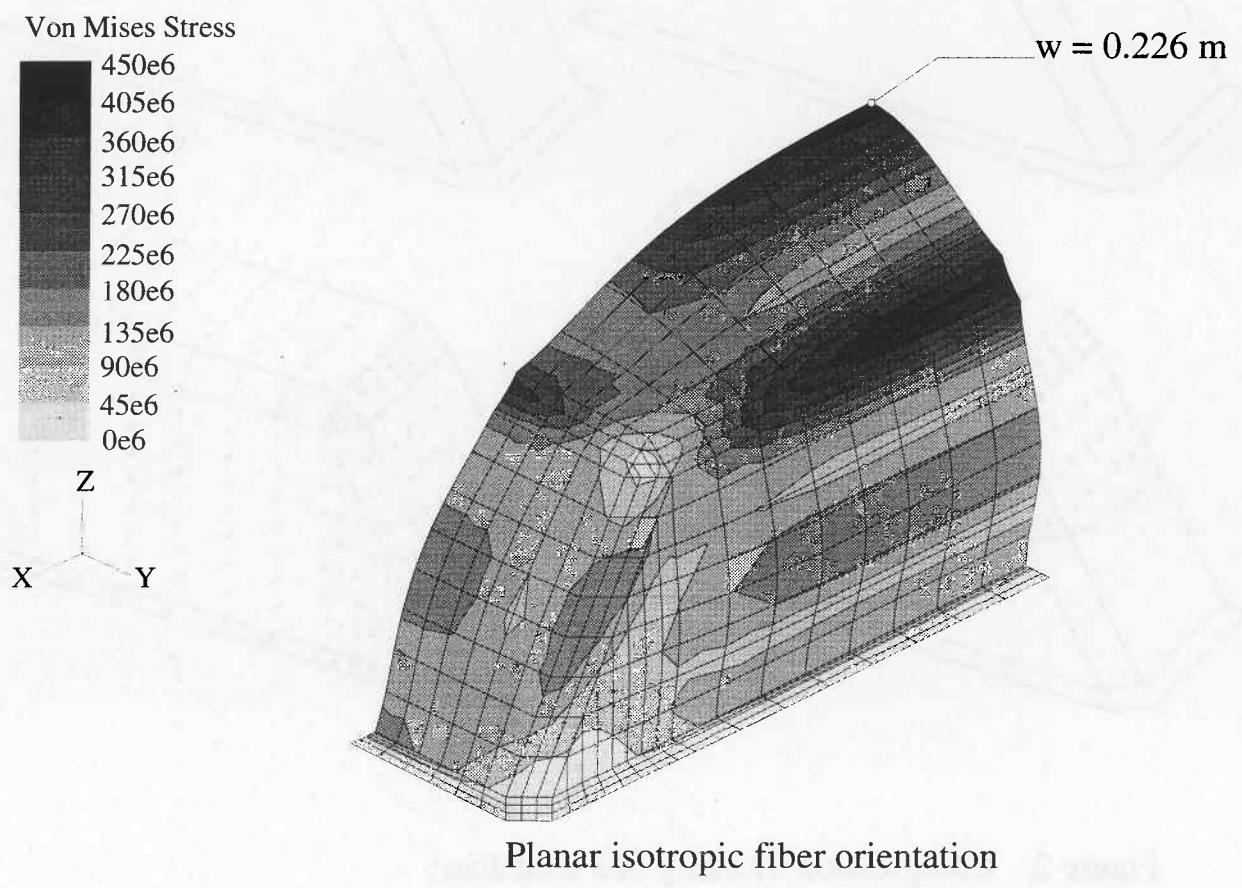 Von Mises Stress
450e6
405e6
360e6
315e6
270e6
225e6
180e6
135e6
90e6
45e6
0e6
w = 0.226 m
Z
X
Y
Planar isotropic fiber orientation